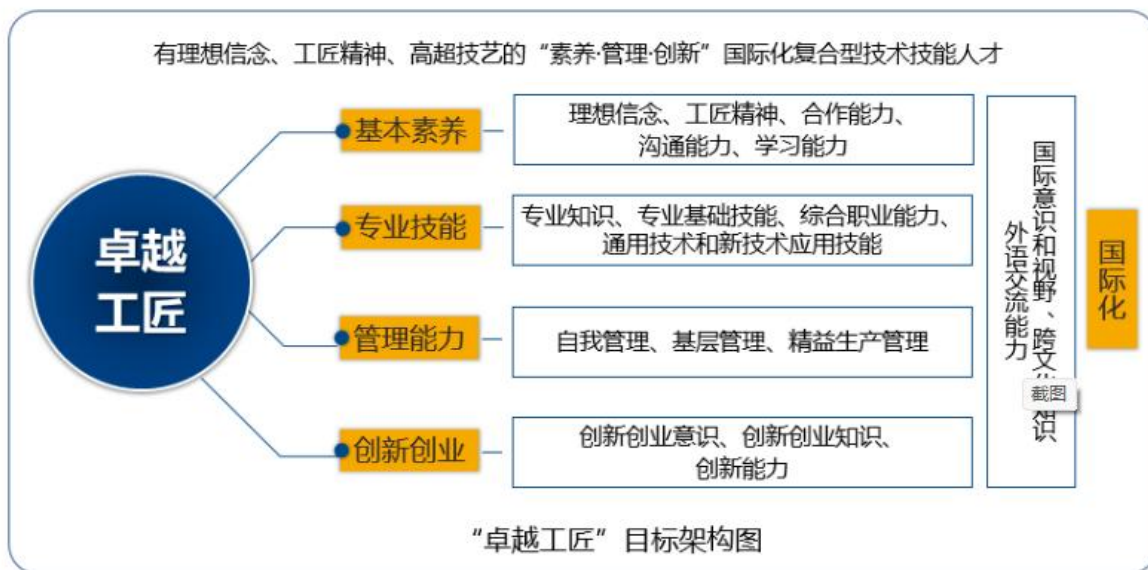 有理想信念、工匠精神、高超技艺的“素养·管理·创新”国际化复合型技术技能人才
卓越
工匠
基本素养
理想信念、工匠精神、合作能力、
沟通能力、学习能力
专业技能
专业知识、专业基础技能、综合职业能力、
通用技术和新技术应用技能
管理能力
自我管理、基层管理、精益生产管理
创新创业
创新创业意识、创新创业知识、
创新能力
国际意识和视野、跨文化知识、
外语交流能力
截图
国际化
“卓越工匠”目标架构图